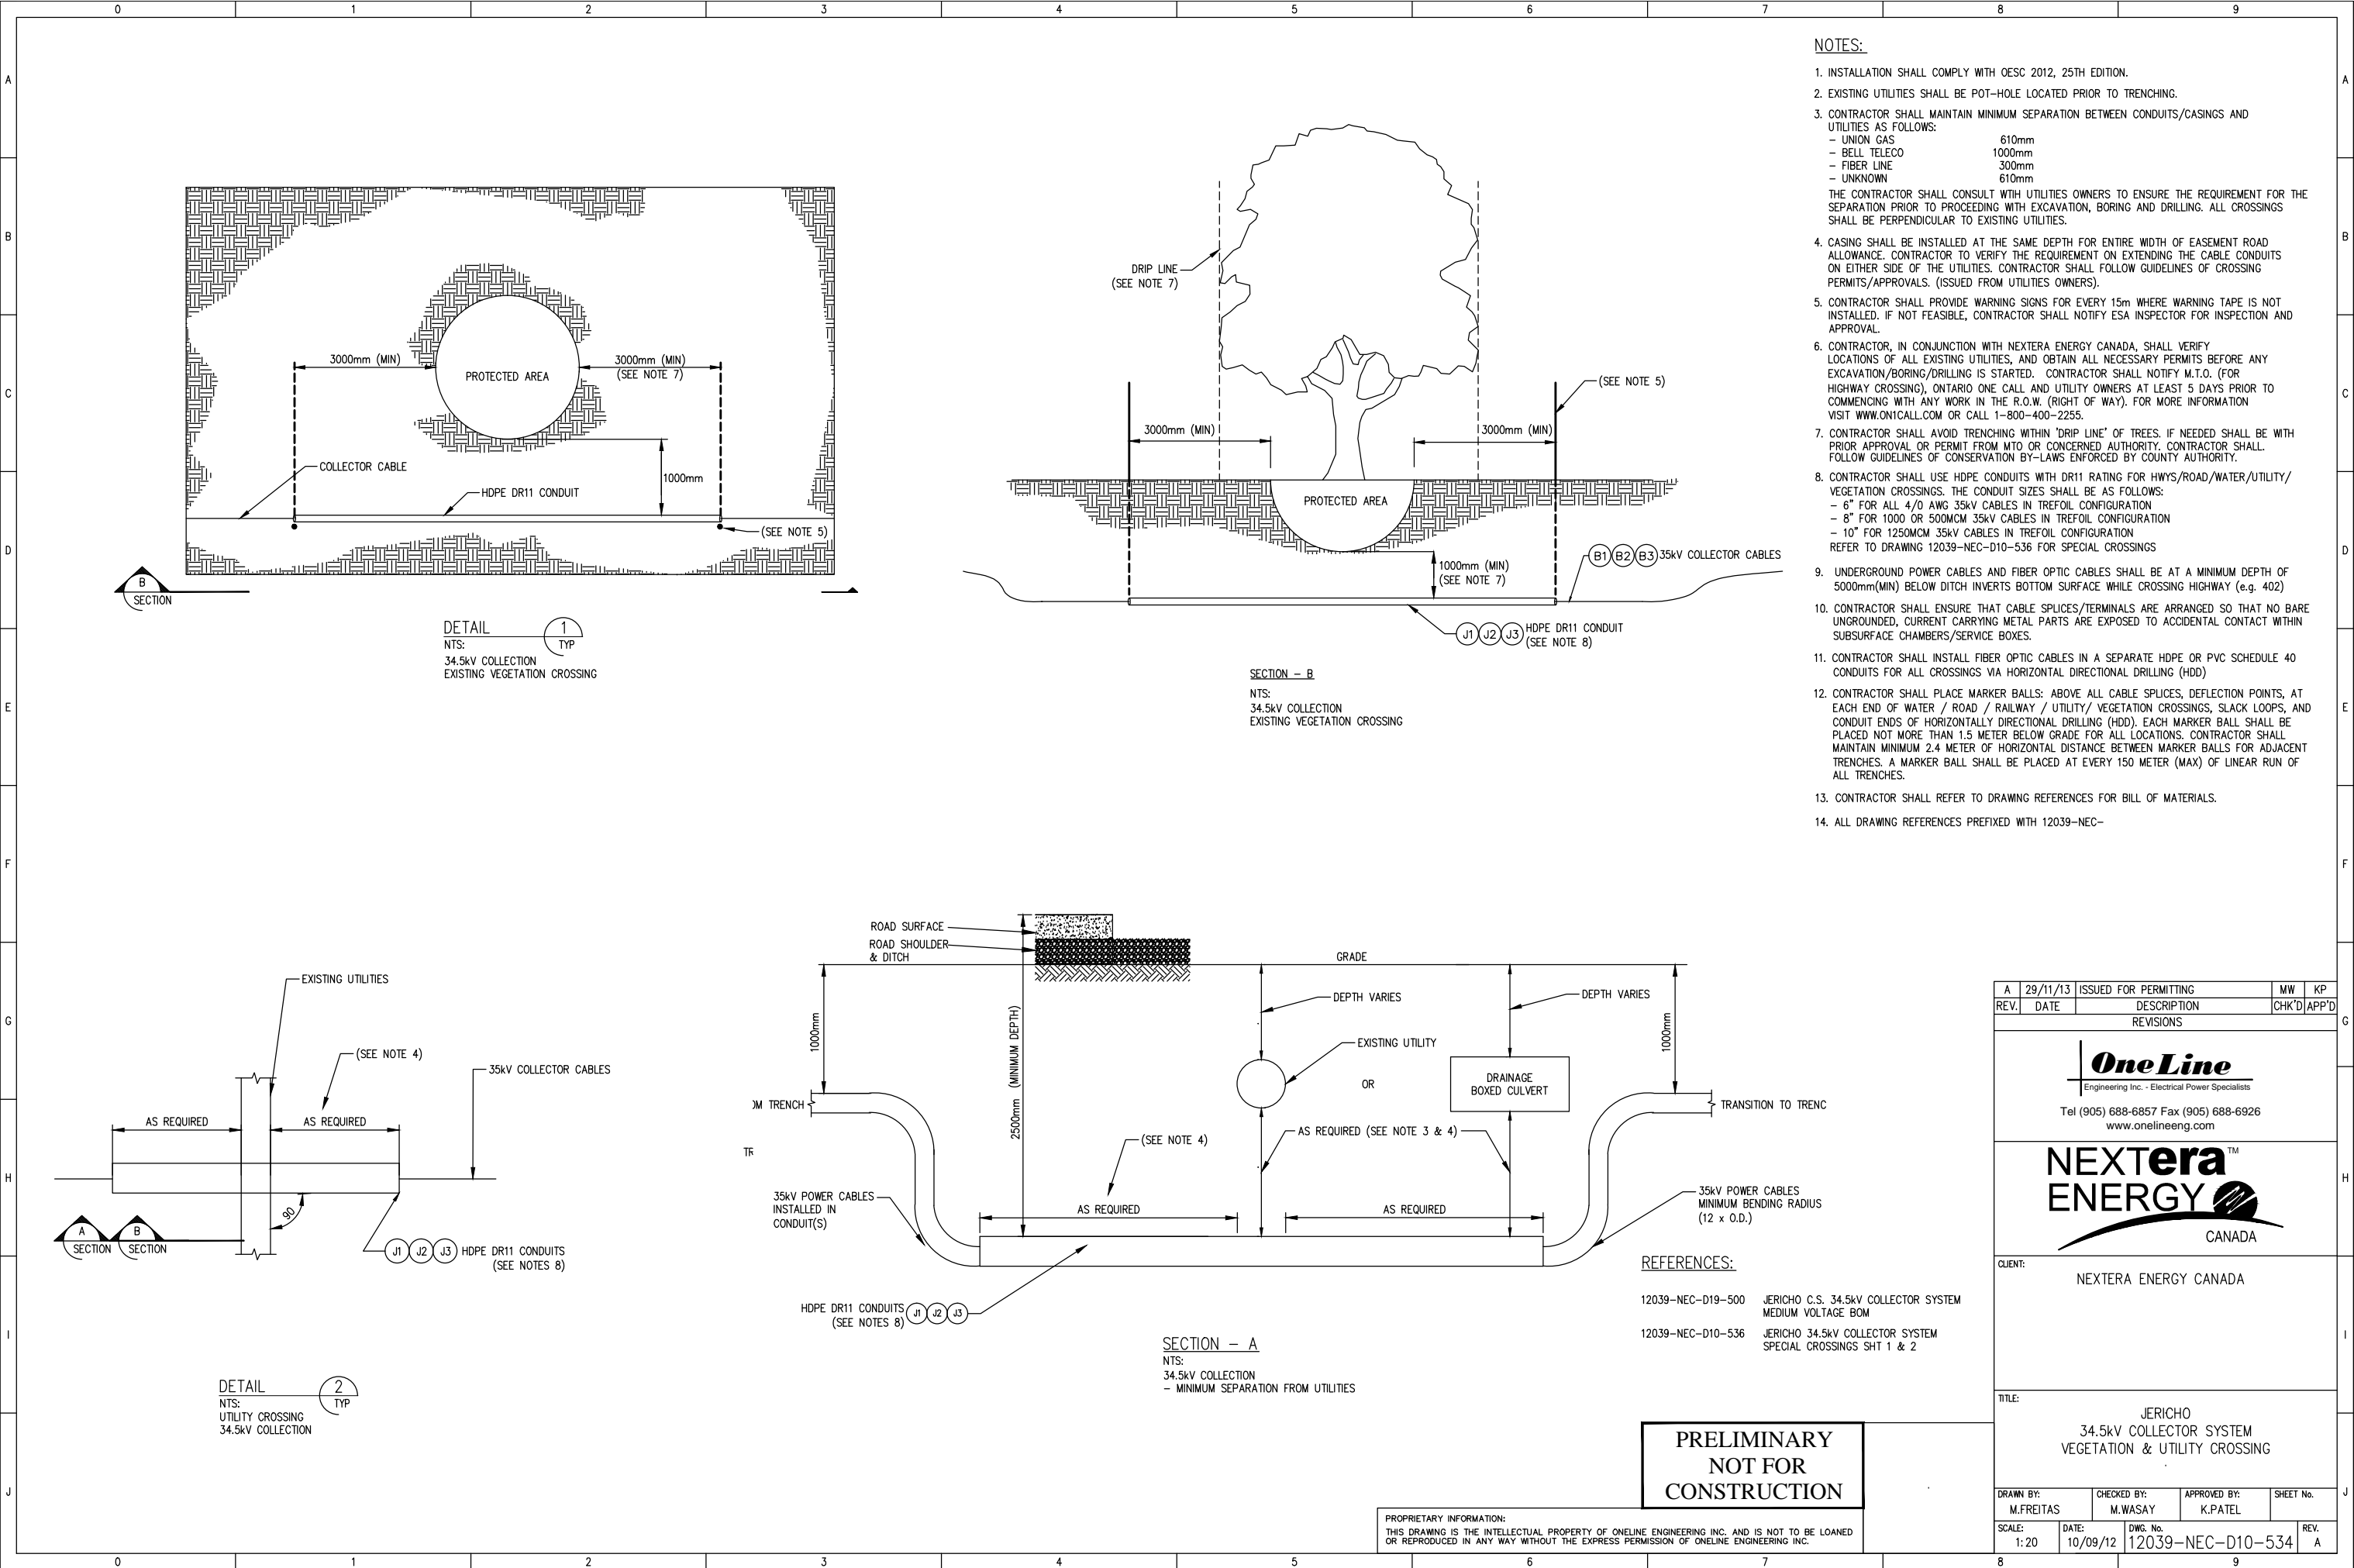 0 1 2 3 4 5 6 7 8 9
A
B
C
D
E
F
G
H
I
J
3000mm (MIN)
3000mm (MIN)
(SEE NOTE 7)
PROTECTED AREA
COLLECTOR CABLE
1000mm
HDPE DR11 CONDUIT
(SEE NOTE 5)
B
SECTION
DETAIL 1
NTS: TYP
34.5kV COLLECTION
EXISTING VEGETATION CROSSING
DRIP LINE
(SEE NOTE 7)
(SEE NOTE 5)
3000mm (MIN)
3000mm (MIN)
PROTECTED AREA
1000mm (MIN)
(SEE NOTE 7)
B1 B2 B3 35kV COLLECTOR CABLES
J1 J2 J3 HDPE DR11 CONDUIT
(SEE NOTE 8)
SECTION - B
NTS:
34.5kV COLLECTION
EXISTING VEGETATION CROSSING
NOTES:
1. INSTALLATION SHALL COMPLY WITH OESC 2012, 25TH EDITION.
2. EXISTING UTILITIES SHALL BE POT-HOLE LOCATED PRIOR TO TRENCHING.
3. CONTRACTOR SHALL MAINTAIN MINIMUM SEPARATION BETWEEN CONDUITS/CASINGS AND
UTILITIES AS FOLLOWS:
- UNION GAS 610mm
- BELL TELECO 1000mm
- FIBER LINE 300mm
- UNKNOWN 610mm
THE CONTRACTOR SHALL CONSULT WTIH UTILITIES OWNERS TO ENSURE THE REQUIREMENT FOR THE
SEPARATION PRIOR TO PROCEEDING WITH EXCAVATION, BORING AND DRILLING. ALL CROSSINGS
SHALL BE PERPENDICULAR TO EXISTING UTILITIES.
4. CASING SHALL BE INSTALLED AT THE SAME DEPTH FOR ENTIRE WIDTH OF EASEMENT ROAD
ALLOWANCE. CONTRACTOR TO VERIFY THE REQUIREMENT ON EXTENDING THE CABLE CONDUITS
ON EITHER SIDE OF THE UTILITIES. CONTRACTOR SHALL FOLLOW GUIDELINES OF CROSSING
PERMITS/APPROVALS. (ISSUED FROM UTILITIES OWNERS).
5. CONTRACTOR SHALL PROVIDE WARNING SIGNS FOR EVERY 15m WHERE WARNING TAPE IS NOT
INSTALLED. IF NOT FEASIBLE, CONTRACTOR SHALL NOTIFY ESA INSPECTOR FOR INSPECTION AND
APPROVAL.
6. CONTRACTOR, IN CONJUNCTION WITH NEXTERA ENERGY CANADA, SHALL VERIFY
LOCATIONS OF ALL EXISTING UTILITIES, AND OBTAIN ALL NECESSARY PERMITS BEFORE ANY
EXCAVATION/BORING/DRILLING IS STARTED. CONTRACTOR SHALL NOTIFY M.T.O. (FOR
HIGHWAY CROSSING), ONTARIO ONE CALL AND UTILITY OWNERS AT LEAST 5 DAYS PRIOR TO
COMMENCING WITH ANY WORK IN THE R.O.W. (RIGHT OF WAY). FOR MORE INFORMATION
VISIT WWW.ON1CALL.COM OR CALL 1-800-400-2255.
7. CONTRACTOR SHALL AVOID TRENCHING WITHIN 'DRIP LINE' OF TREES. IF NEEDED SHALL BE WITH
PRIOR APPROVAL OR PERMIT FROM MTO OR CONCERNED AUTHORITY. CONTRACTOR SHALL.
FOLLOW GUIDELINES OF CONSERVATION BY-LAWS ENFORCED BY COUNTY AUTHORITY.
8. CONTRACTOR SHALL USE HDPE CONDUITS WITH DR11 RATING FOR HWYS/ROAD/WATER/UTILITY/
VEGETATION CROSSINGS. THE CONDUIT SIZES SHALL BE AS FOLLOWS:
- 6" FOR ALL 4/0 AWG 35kV CABLES IN TREFOIL CONFIGURATION
- 8" FOR 1000 OR 500MCM 35kV CABLES IN TREFOIL CONFIGURATION
- 10" FOR 1250MCM 35kV CABLES IN TREFOIL CONFIGURATION
REFER TO DRAWING 12039-NEC-D10-536 FOR SPECIAL CROSSINGS
9. UNDERGROUND POWER CABLES AND FIBER OPTIC CABLES SHALL BE AT A MINIMUM DEPTH OF
5000mm(MIN) BELOW DITCH INVERTS BOTTOM SURFACE WHILE CROSSING HIGHWAY (e.g. 402)
10. CONTRACTOR SHALL ENSURE THAT CABLE SPLICES/TERMINALS ARE ARRANGED SO THAT NO BARE
UNGROUNDED, CURRENT CARRYING METAL PARTS ARE EXPOSED TO ACCIDENTAL CONTACT WITHIN
SUBSURFACE CHAMBERS/SERVICE BOXES.
11. CONTRACTOR SHALL INSTALL FIBER OPTIC CABLES IN A SEPARATE HDPE OR PVC SCHEDULE 40
CONDUITS FOR ALL CROSSINGS VIA HORIZONTAL DIRECTIONAL DRILLING (HDD)
12. CONTRACTOR SHALL PLACE MARKER BALLS: ABOVE ALL CABLE SPLICES, DEFLECTION POINTS, AT
EACH END OF WATER / ROAD / RAILWAY / UTILITY/ VEGETATION CROSSINGS, SLACK LOOPS, AND
CONDUIT ENDS OF HORIZONTALLY DIRECTIONAL DRILLING (HDD). EACH MARKER BALL SHALL BE
PLACED NOT MORE THAN 1.5 METER BELOW GRADE FOR ALL LOCATIONS. CONTRACTOR SHALL
MAINTAIN MINIMUM 2.4 METER OF HORIZONTAL DISTANCE BETWEEN MARKER BALLS FOR ADJACENT
TRENCHES. A MARKER BALL SHALL BE PLACED AT EVERY 150 METER (MAX) OF LINEAR RUN OF
ALL TRENCHES.
13. CONTRACTOR SHALL REFER TO DRAWING REFERENCES FOR BILL OF MATERIALS.
14. ALL DRAWING REFERENCES PREFIXED WITH 12039-NEC-
EXISTING UTILITIES
(SEE NOTE 4)
35kV COLLECTOR CABLES
AS REQUIRED
AS REQUIRED
90
A B
SECTION SECTION
J1 J2 J3 HDPE DR11 CONDUITS
(SEE NOTES 8)
DETAIL 2
NTS: TYP
UTILITY CROSSING
34.5kV COLLECTION
ROAD SURFACE
ROAD SHOULDER
& DITCH
GRADE
DEPTH VARIES
DEPTH VARIES
1000mm
2500mm (MINIMUM DEPTH)
1000mm
EXISTING UTILITY
OR
DRAINAGE
BOXED CULVERT
OM TRENCH
TRANSITION TO TRENC
TR
(SEE NOTE 4)
AS REQUIRED (SEE NOTE 3 & 4)
35kV POWER CABLES
INSTALLED IN
CONDUIT(S)
AS REQUIRED
AS REQUIRED
35kV POWER CABLES
MINIMUM BENDING RADIUS
(12 x O.D.)
HDPE DR11 CONDUITS J1 J2 J3
(SEE NOTES 8)
SECTION - A
NTS:
34.5kV COLLECTION
- MINIMUM SEPARATION FROM UTILITIES
REFERENCES:
12039-NEC-D19-500 JERICHO C.S. 34.5kV COLLECTOR SYSTEM
MEDIUM VOLTAGE BOM
12039-NEC-D10-536 JERICHO 34.5kV COLLECTOR SYSTEM
SPECIAL CROSSINGS SHT 1 & 2
PRELIMINARY
NOT FOR
CONSTRUCTION
PROPRIETARY INFORMATION:
THIS DRAWING IS THE INTELLECTUAL PROPERTY OF ONELINE ENGINEERING INC. AND IS NOT TO BE LOANED
OR REPRODUCED IN ANY WAY WITHOUT THE EXPRESS PERMISSION OF ONELINE ENGINEERING INC.
A 29/11/13 ISSUED FOR PERMITTING MW KP
REV. DATE DESCRIPTION CHK'D APP'D
REVISIONS
OneLine
Engineering Inc. - Electrical Power Specialists
Tel (905) 688-6857 Fax (905) 688-6926
www.onelineeng.com
NEXTera™
ENERGY
CANADA
CLIENT:
NEXTERA ENERGY CANADA
TITLE:
JERICHO
34.5kV COLLECTOR SYSTEM
VEGETATION & UTILITY CROSSING
DRAWN BY: CHECKED BY: APPROVED BY: SHEET No.
M.FREITAS M.WASAY K.PATEL
SCALE: DATE: DWG. No. REV.
1:20 10/09/12 12039-NEC-D10-534 A
A
B
C
D
E
F
G
H
I
J
0 1 2 3 4 5 6 7 8 9